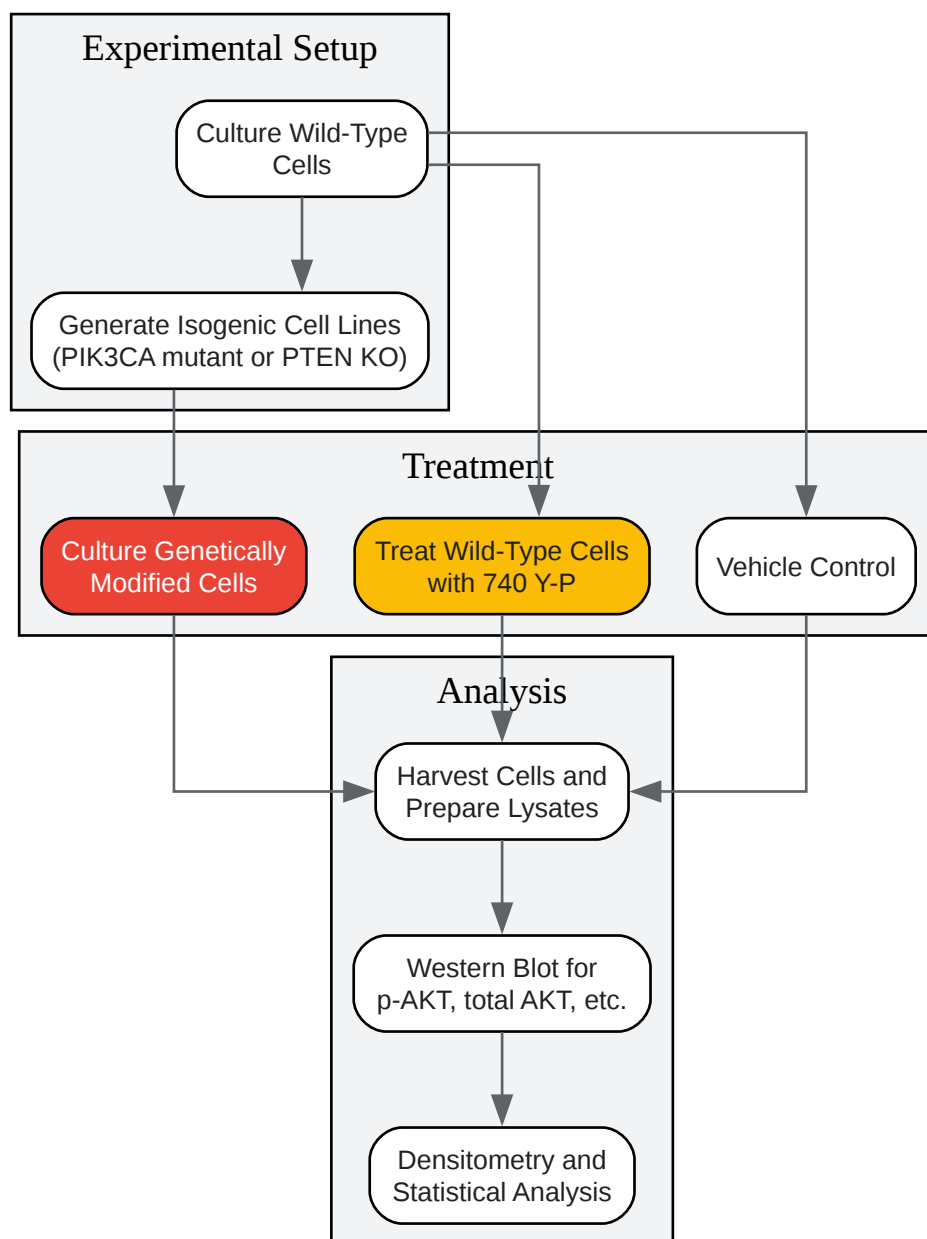 Experimental Setup
Culture Wild-Type
Cells
Generate Isogenic Cell Lines
(PIK3CA mutant or PTEN KO)
Treatment
Culture Genetically
Modified Cells
Treat Wild-Type Cells
with 740 Y-P
Vehicle Control
Analysis
Harvest Cells and
Prepare Lysates
Western Blot for
p-AKT, total AKT, etc.
Densitometry and
Statistical Analysis